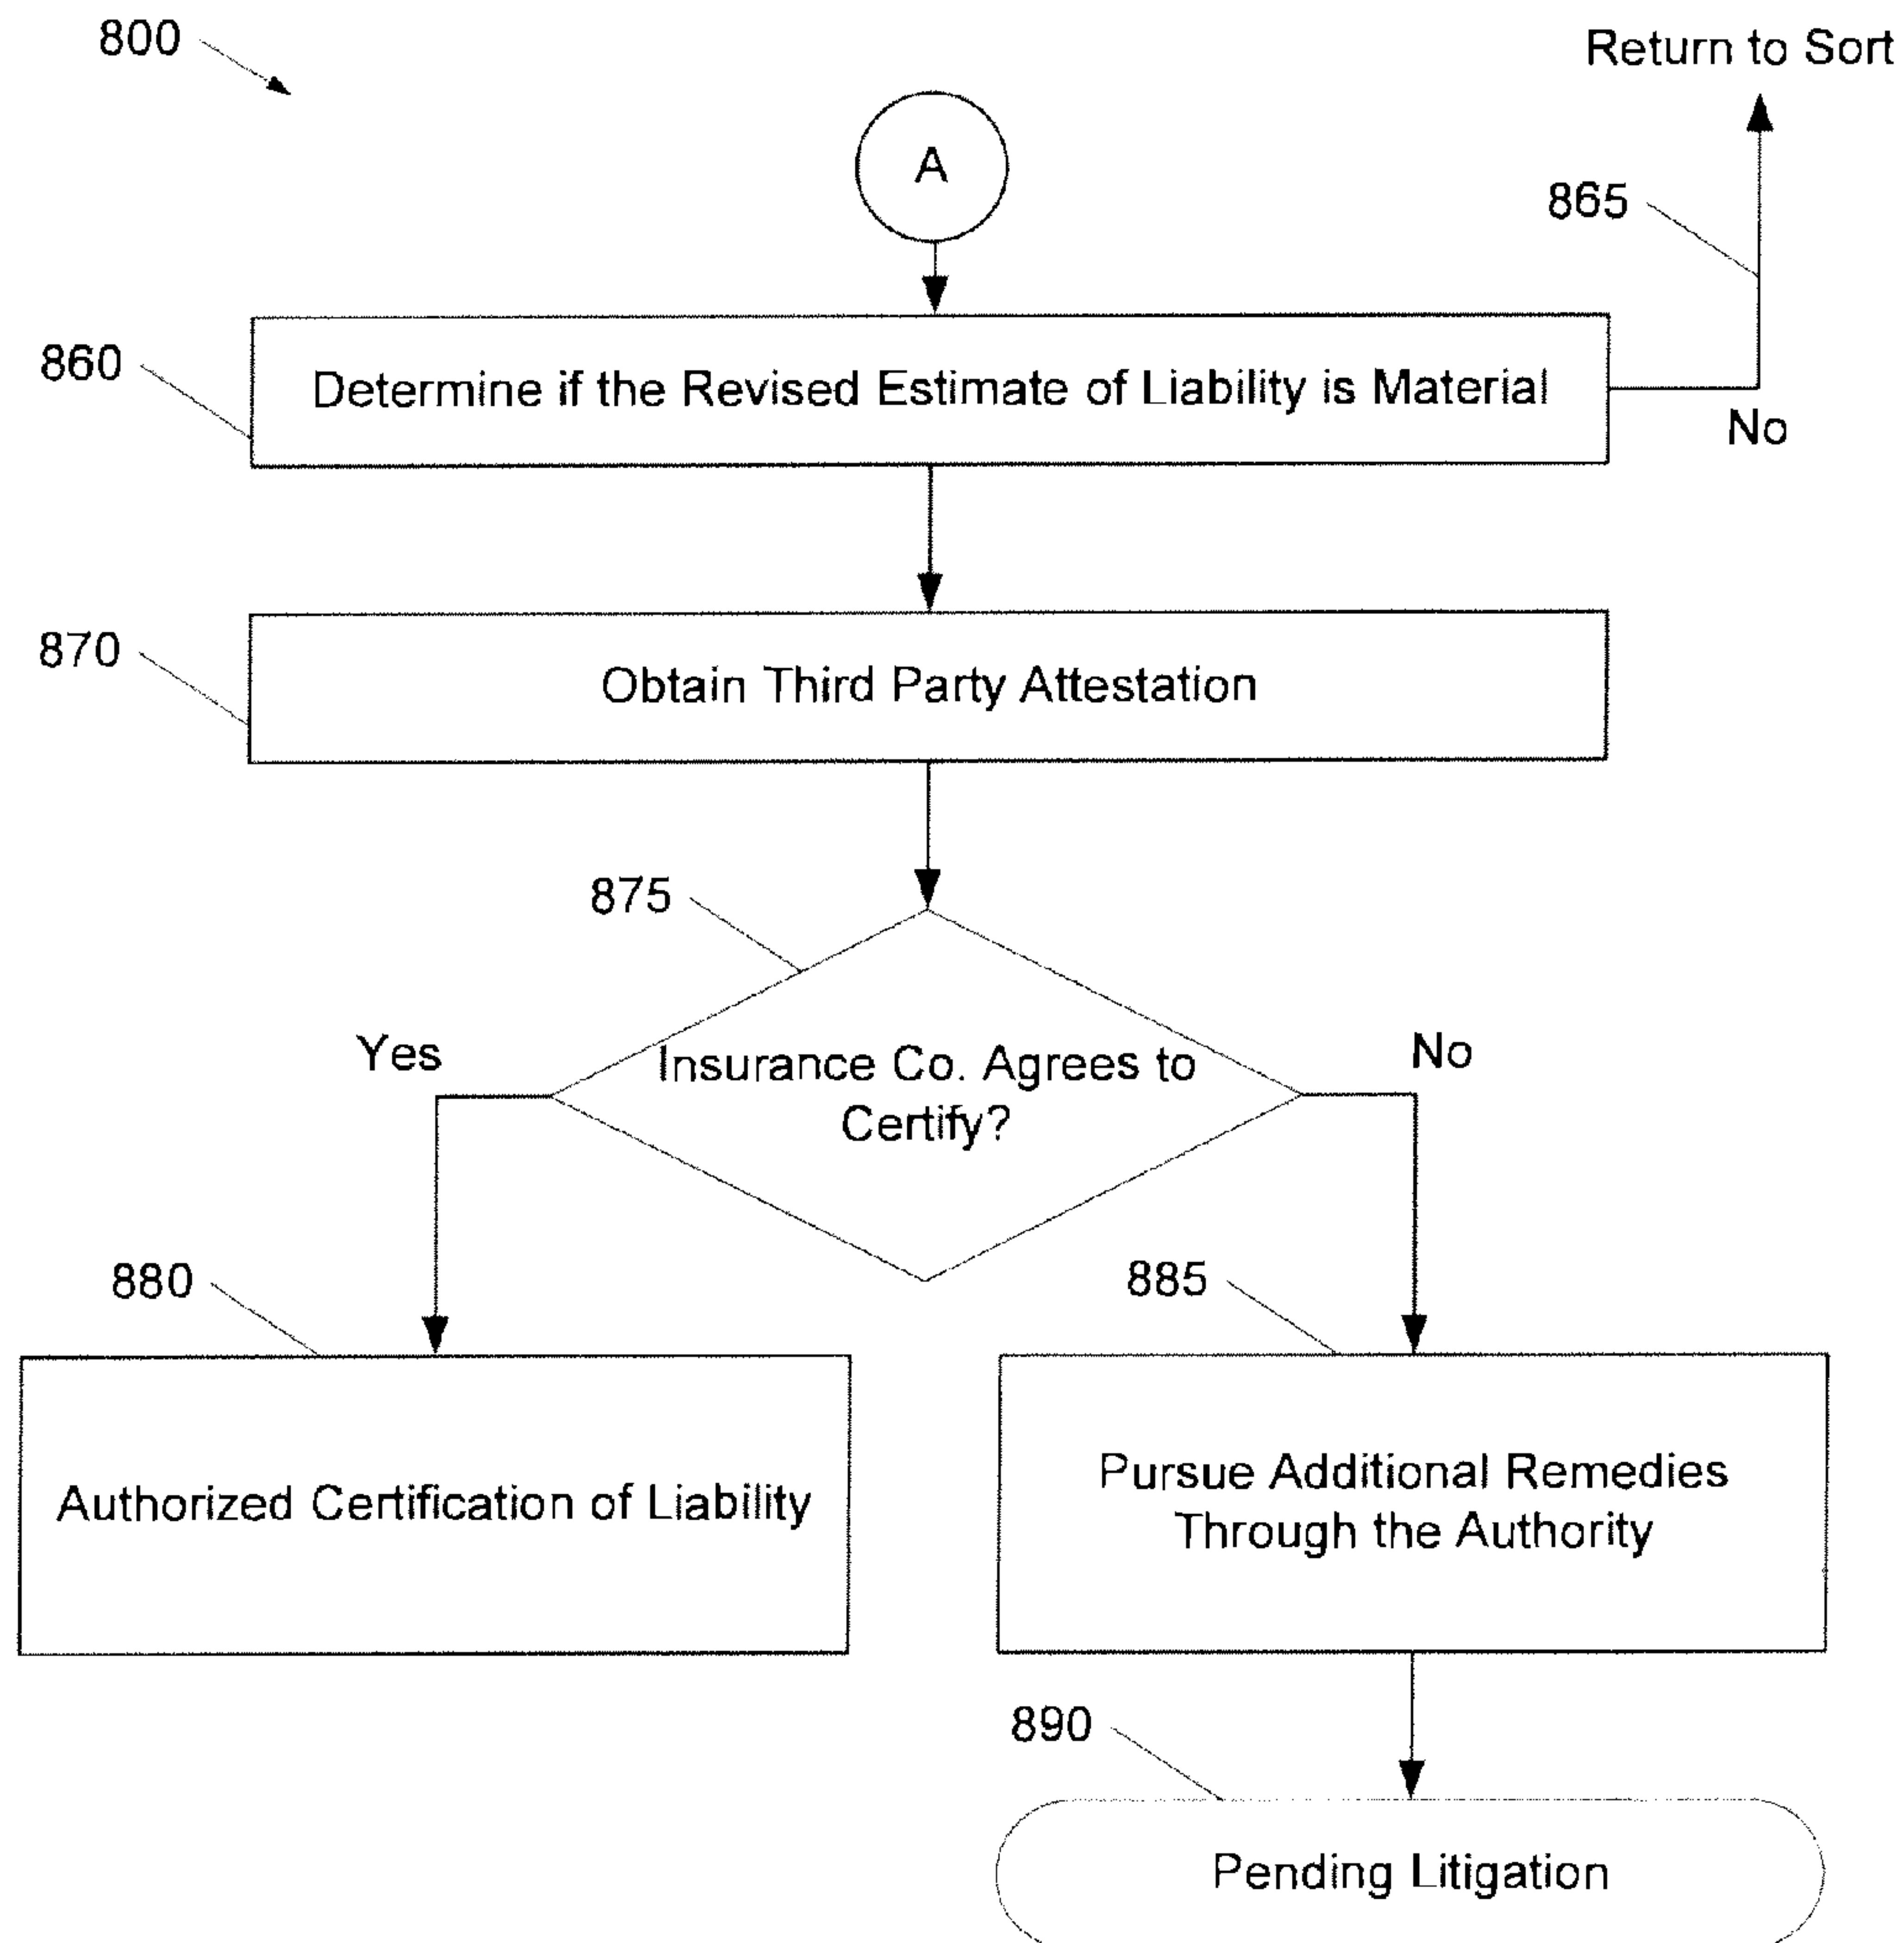 800
Return to Sort
A
865
860
Determine if the Revised Estimate of Liability is Material
No
870
Obtain Third Party Attestation
875
Yes
Insurance Co. Agrees to
Certify?
No
880
885
Authorized Certification of Liability
Pursue Additional Remedies
Through the Authority
890
Pending Litigation